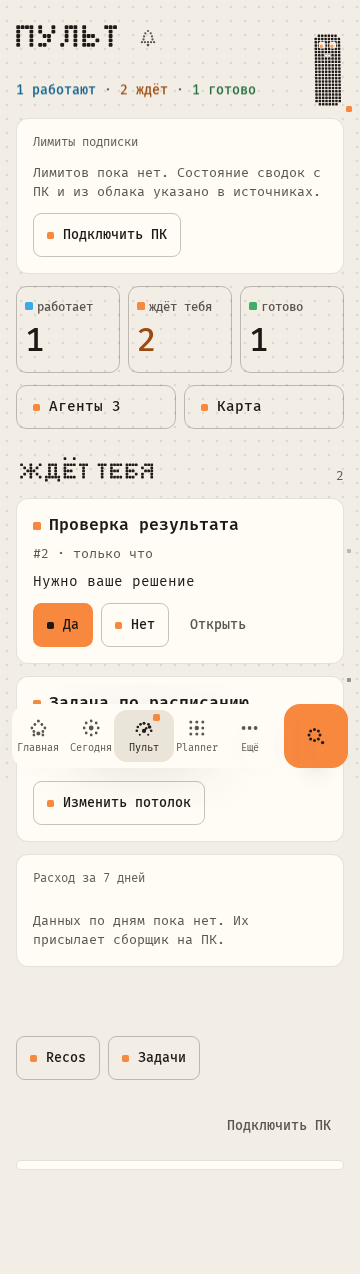 ПУЛЬТ
1 работают · 2 ждёт · 1 готово
Лимиты подписки
Лимитов пока нет. Состояние сводок с
ПК и из облака указано в источниках.
Подключить ПК
работает ждёт тебя готово
1 2 1
Агенты 3 Карта
ЖДЁТ ТЕБЯ 2
Проверка результата
#2 · только что
Нужно ваше решение
Да Нет Открыть
Задача по расписанию
Главная Сегодня Пульт Planner Ещё
Изменить потолок
Расход за 7 дней
Данных по дням пока нет. Их
присылает сборщик на ПК.
Recos Задачи
Подключить ПК